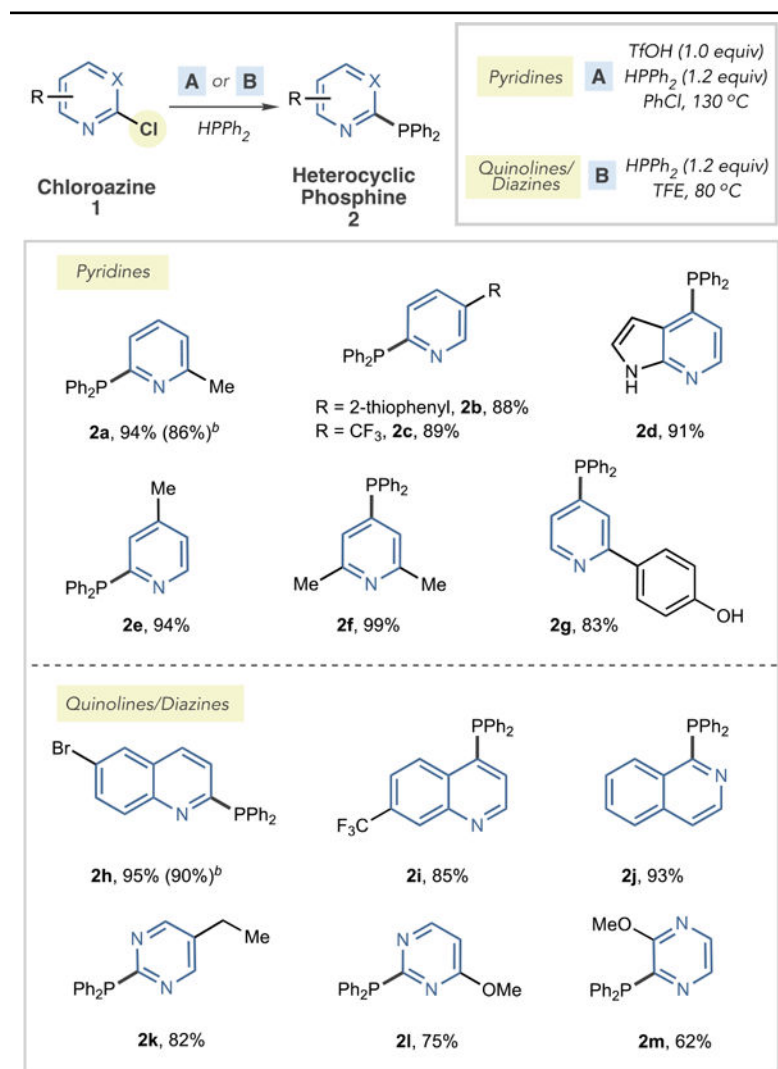 R
X
N
Cl
A or B
HPPh2
R
X
N
PPh2
Chloroazine
1
Heterocyclic
Phosphine
2
Pyridines
A
TfOH (1.0 equiv)
HPPh2 (1.2 equiv)
PhCl, 130 °C
Quinolines/
Diazines
B
HPPh2 (1.2 equiv)
TFE, 80 °C
Pyridines
Ph2P
N
Me
2a, 94% (86%)b
R
Ph2P
N
R = 2-thiophenyl, 2b, 88%
R = CF3, 2c, 89%
PPh2
N
H
N
2d, 91%
Me
Ph2P
N
2e, 94%
PPh2
Me
N
Me
2f, 99%
PPh2
N
OH
2g, 83%
Quinolines/Diazines
Br
N
PPh2
2h, 95% (90%)b
PPh2
F3C
N
2i, 85%
PPh2
N
2j, 93%
N
Me
Ph2P
N
2k, 82%
N
Ph2P
N
OMe
2l, 75%
MeO
N
Ph2P
N
2m, 62%